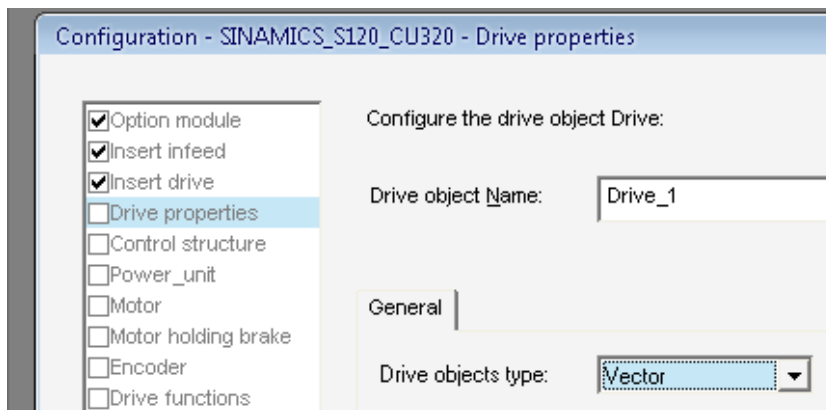 Configuration - SINAMICS_S120_CU320 - Drive properties
Option module
Insert infeed
Insert drive
Drive properties
Control structure
Power_unit
Motor
Motor holding brake
Encoder
Drive functions
Configure the drive object Drive:
Drive object Name: Drive_1
General
Drive objects type: Vector